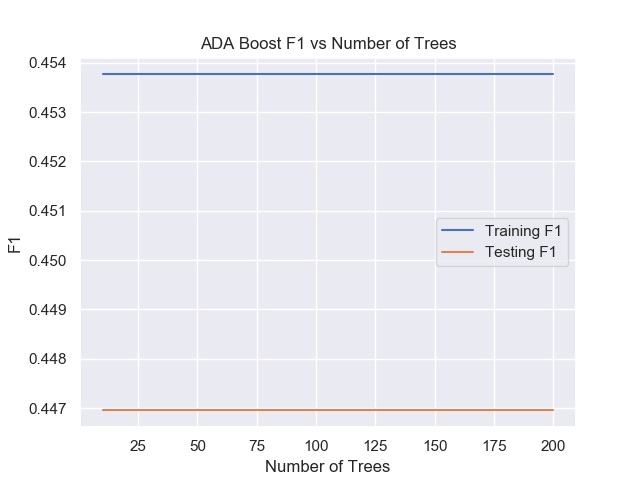 ADA Boost F1 vs Number of Trees
0.454
0.453
0.452
0.451
0.450
0.449
0.448
0.447
F1
Training F1
Testing F1
25 50 75 100 125 150 175 200
Number of Trees